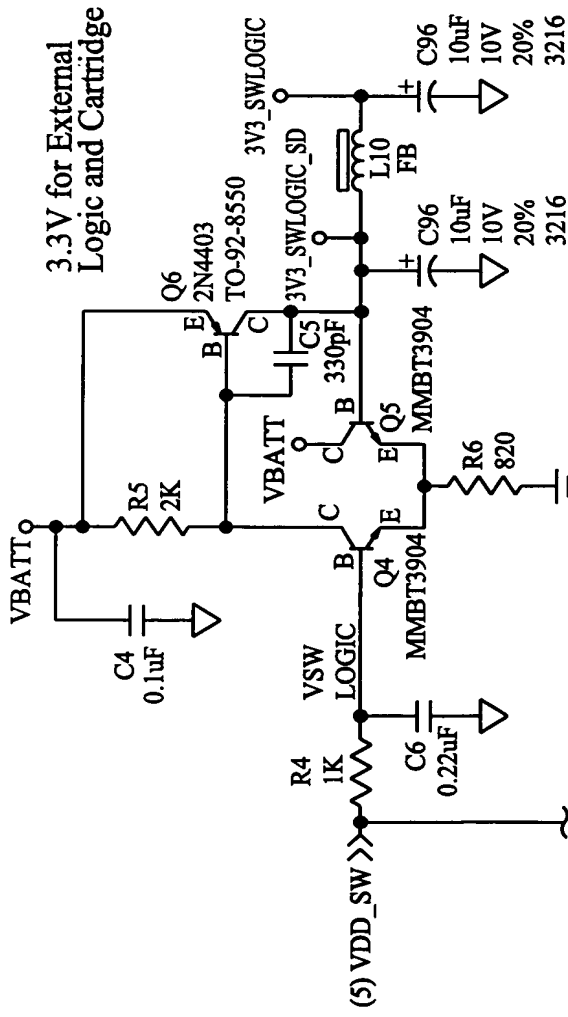 3.3V for External
Logic and Cartridge
VBATT
C4
0.1uF
R5
2K
Q6
2N4403
TO-92-8550
E
B
C
C5
330pF
3V3_SWLOGIC_SD
3V3_SWLOGIC
L10
FB
C96
10uF
10V
20%
3216
C96
10uF
10V
20%
3216
VBATT
C
B
E
Q5
MMBT3904
C
B
E
Q4
MMBT3904
R6
820
VSW
LOGIC
R4
1K
C6
0.22uF
(5) VDD_SW